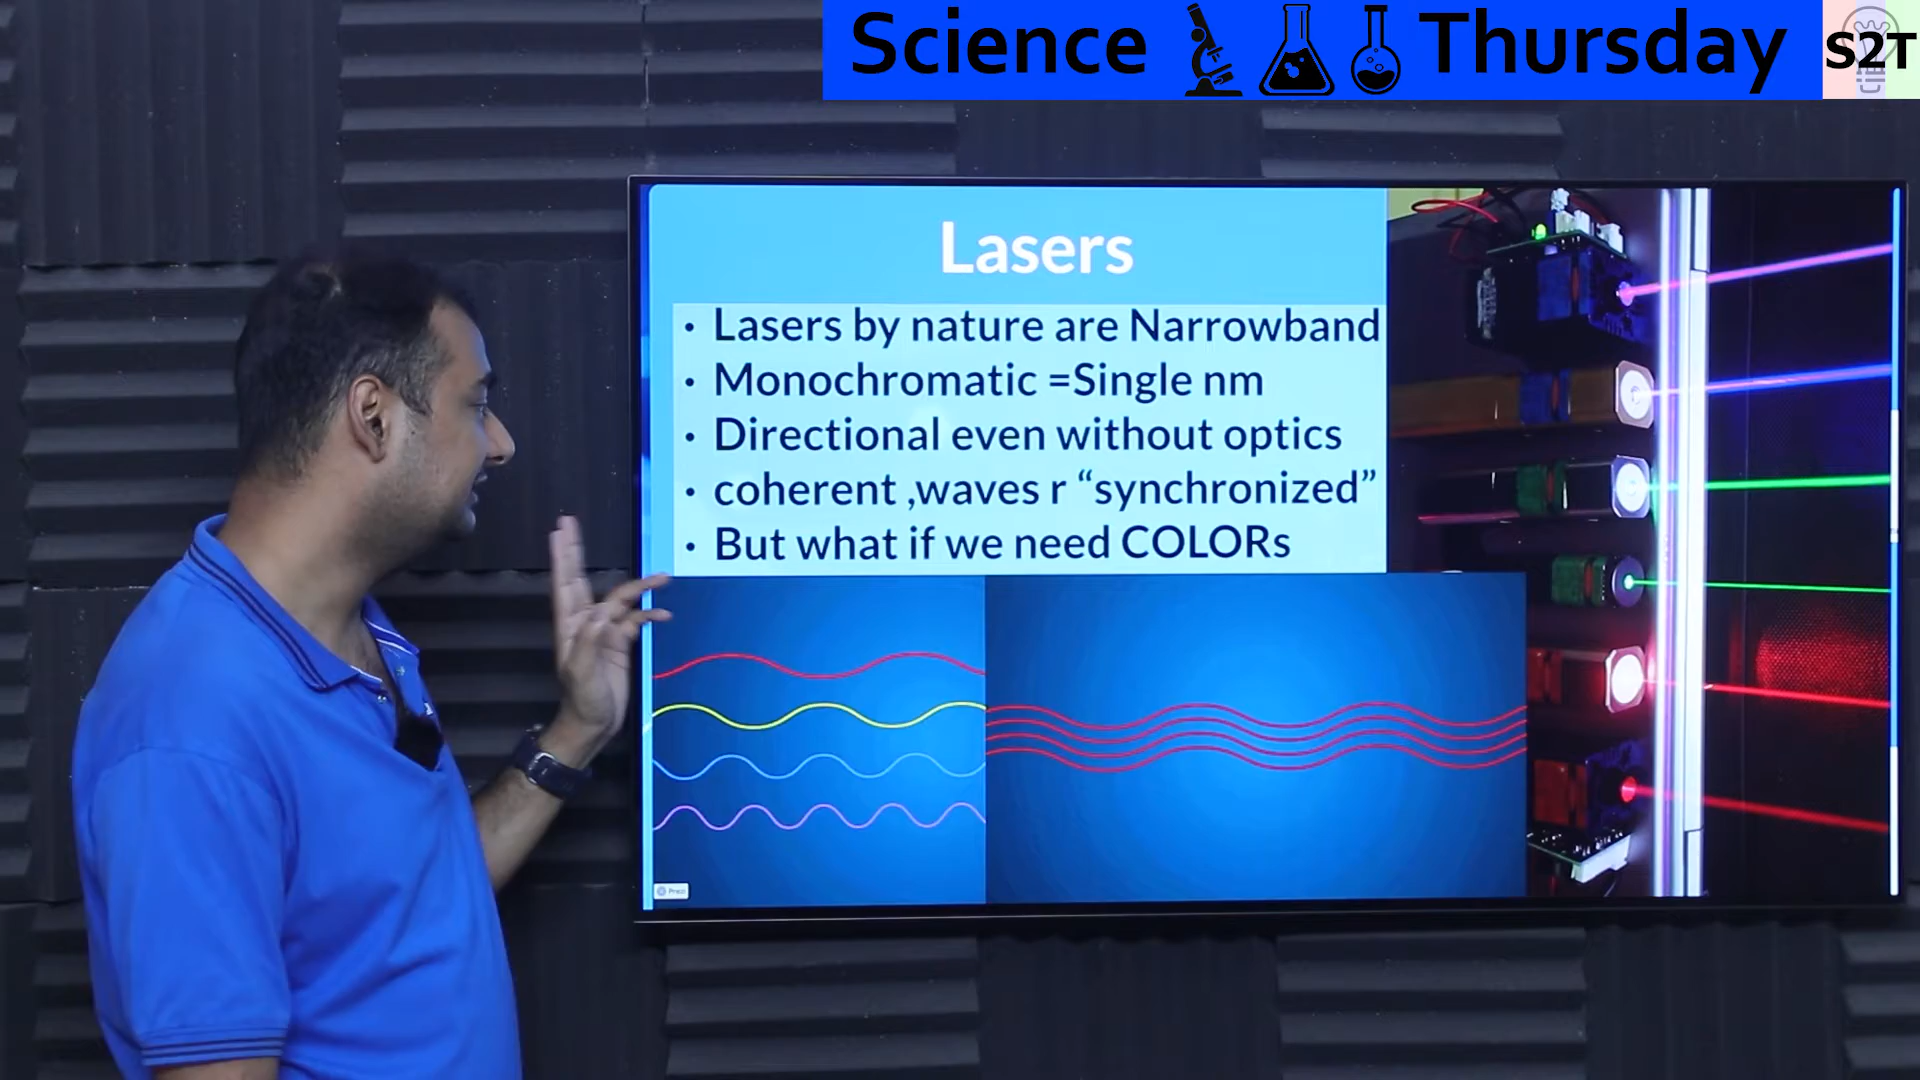 Science Thursday
S2T
Lasers
• Lasers by nature are Narrowband
• Monochromatic =Single nm
• Directional even without optics
• coherent ,waves r “synchronized”
• But what if we need COLORs
Prezi